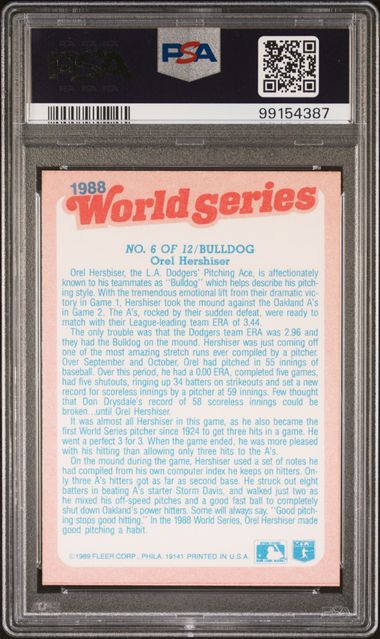 PSA
PSA
99154387
1988
World Series
NO. 6 OF 12/BULLDOG
Orel Hershiser
Orel Hershiser, the L.A. Dodgers' Pitching Ace, is affectionately
known to his teammates as "Bulldog" which helps describe his pitch-
ing style. With the tremendous emotional lift from their dramatic vic-
tory in Game 1, Hershiser took the mound against the Oakland A's
in Game 2. The A's, rocked by their sudden defeat, were ready to
match with their League-leading team ERA of 3.44.
The only trouble was that the Dodgers team ERA was 2.96 and
they had the Bulldog on the mound. Hershiser was just coming off
one of the most amazing stretch runs ever compiled by a pitcher.
Over September and October, Orel had pitched in 55 innings of
baseball. Over this period, he had a 0.00 ERA, completed five games,
had five shutouts, ringing up 34 batters on strikeouts and set a new
record for scoreless innings by a pitcher at 59 innings. Few thought
that Don Drysdale's record of 58 scoreless innings could be
broken...until Orel Hershiser.
It was almost all Hershiser in this game, as he also became the
first World Series pitcher since 1924 to get three hits in a game. He
went a perfect 3 for 3. When the game ended, he was more pleased
with his hitting than allowing only three hits to the A's.
On the mound during the game, Hershiser used a set of notes he
had compiled from his own computer index he keeps on hitters. On-
ly three A's hitters got as far as second base. He struck out eight
batters in beating A's starter Storm Davis, and walked just two as
he mixed his off-speed pitches and a good fast ball to completely
shut down Oakland's power hitters. Some will always say, "Good pitch-
ing stops good hitting." In the 1988 World Series, Orel Hershiser made
good pitching a habit.
©1989 FLEER CORP., PHILA. 19141 PRINTED IN U.S.A.